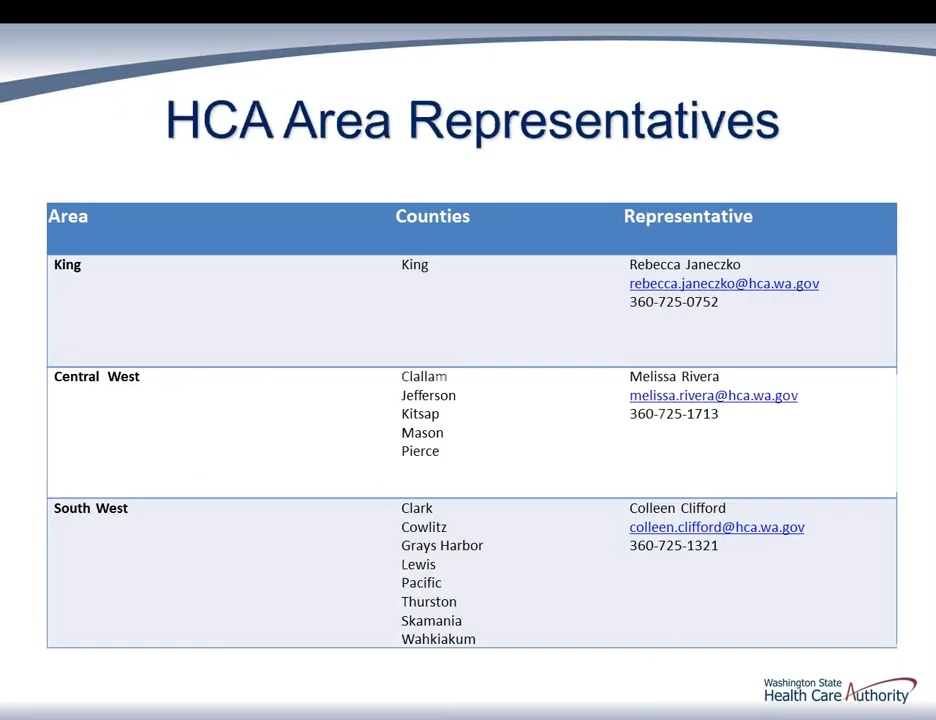 HCA Area Representatives
Area Counties Representative
King King Rebecca Janeczko
rebecca.janeczko@hca.wa.gov
360-725-0752
Central West Clallam Melissa Rivera
Jefferson melissa.rivera@hca.wa.gov
Kitsap 360-725-1713
Mason
Pierce
South West Clark Colleen Clifford
Cowlitz colleen.clifford@hca.wa.gov
Grays Harbor 360-725-1321
Lewis
Pacific
Thurston
Skamania
Wahkiakum
Washington State
Health Care Authority